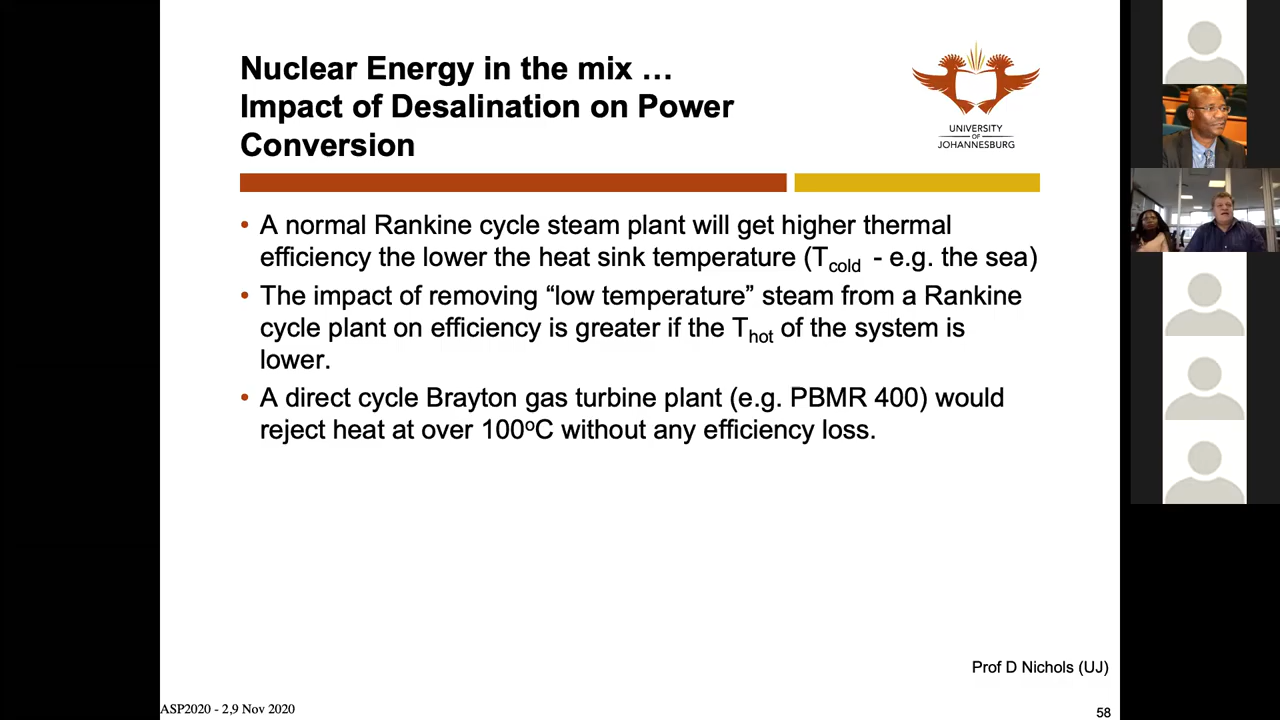 Nuclear Energy in the mix …
Impact of Desalination on Power
Conversion
UNIVERSITY
OF
JOHANNESBURG
• A normal Rankine cycle steam plant will get higher thermal
efficiency the lower the heat sink temperature (Tcold - e.g. the sea)
• The impact of removing “low temperature” steam from a Rankine
cycle plant on efficiency is greater if the Thot of the system is
lower.
• A direct cycle Brayton gas turbine plant (e.g. PBMR 400) would
reject heat at over 100oC without any efficiency loss.
Prof D Nichols (UJ)
ASP2020 - 2,9 Nov 2020
58